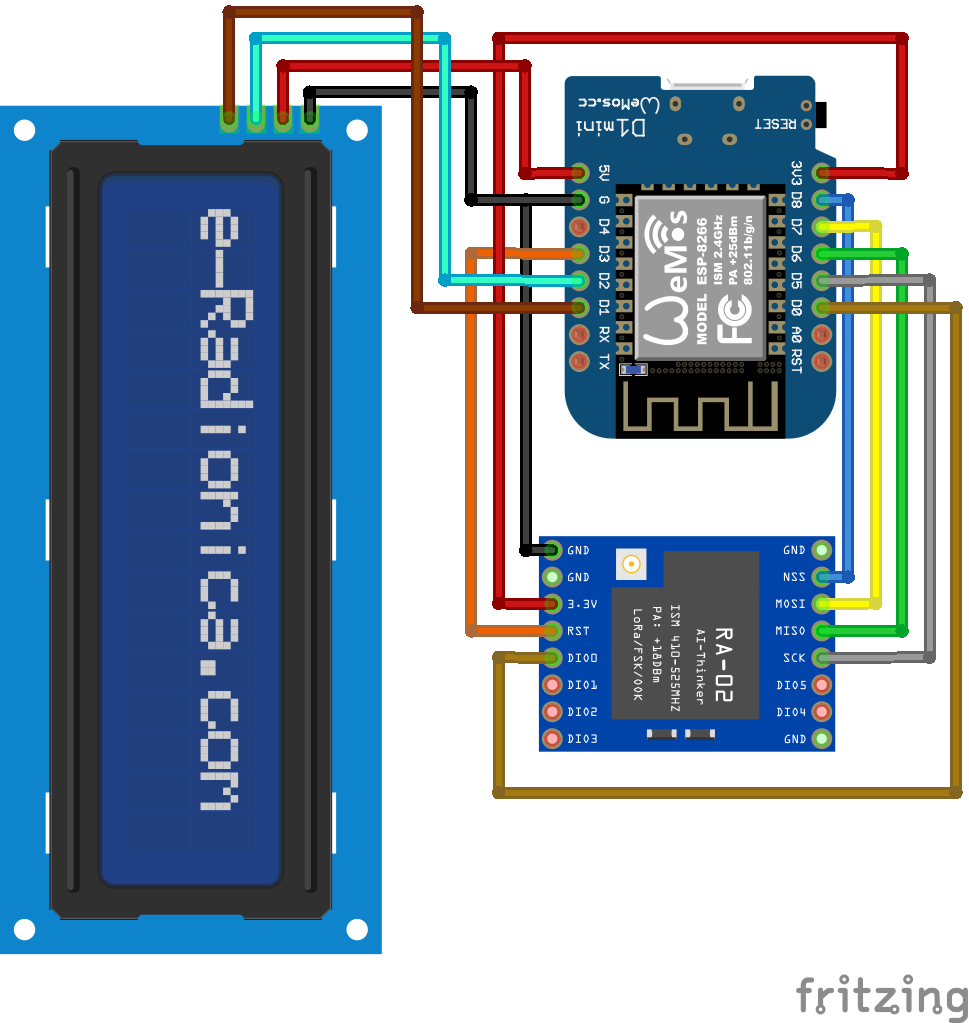 e-Radionica.com
WeMos.cc
D1mini
RESET
5V
G
D4
D3
D2
D1
RX
TX
3V3
D8
D7
D6
D5
D0
A0
RST
WeMos
MODEL ESP-8266
ISM 2.4GHz
PA +25dBm
802.11b/g/n
FC
GND
GND
3.3V
RST
DIO0
DIO1
DIO2
DIO3
GND
NSS
MOSI
MISO
SCK
DIO5
DIO4
GND
RA-02
AI-Thinker
ISM 410-525MHZ
PA: +18DBm
LoRa/FSK/OOK
fritzing